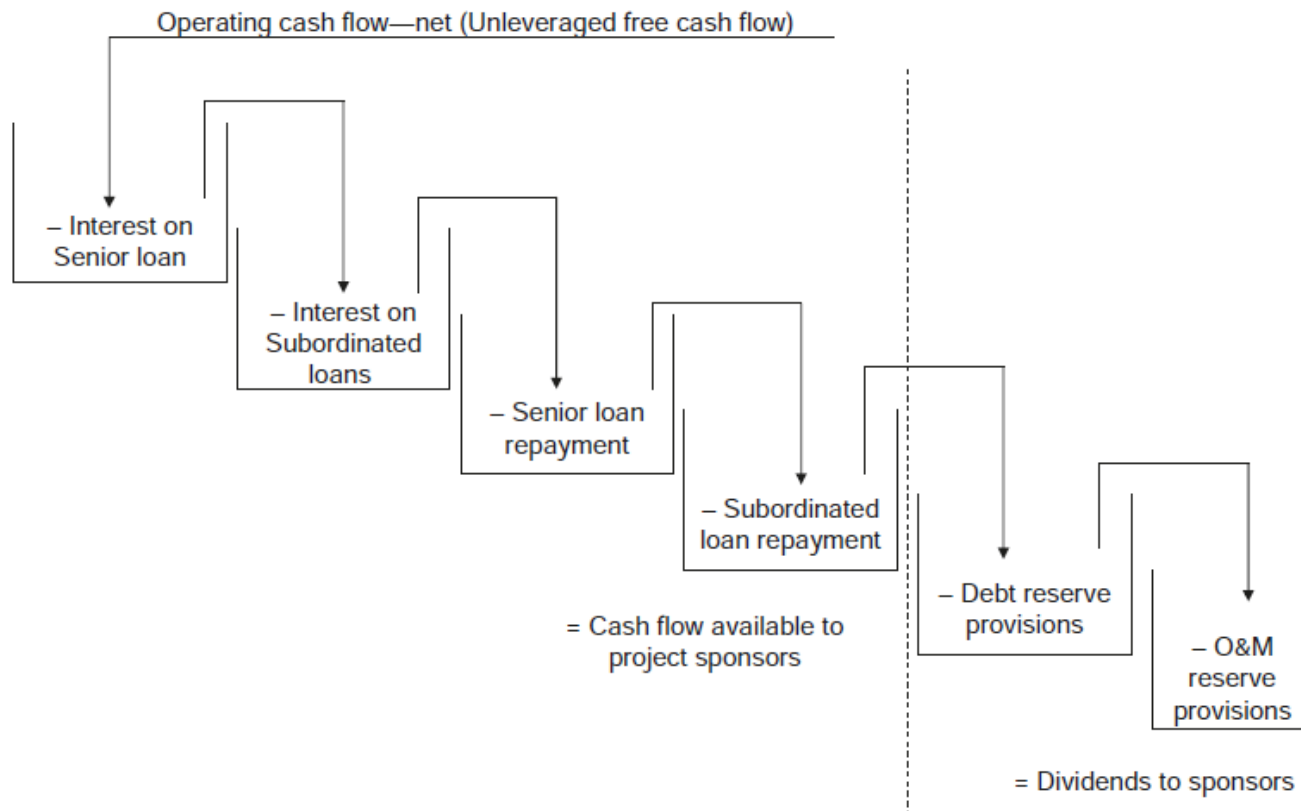 Operating cash flow—net (Unleveraged free cash flow)
– Interest on
Senior loan
– Interest on
Subordinated
loans
– Senior loan
repayment
– Subordinated
loan repayment
– Debt reserve
provisions
= Cash flow available to
project sponsors
– O&M
reserve
provisions
= Dividends to sponsors